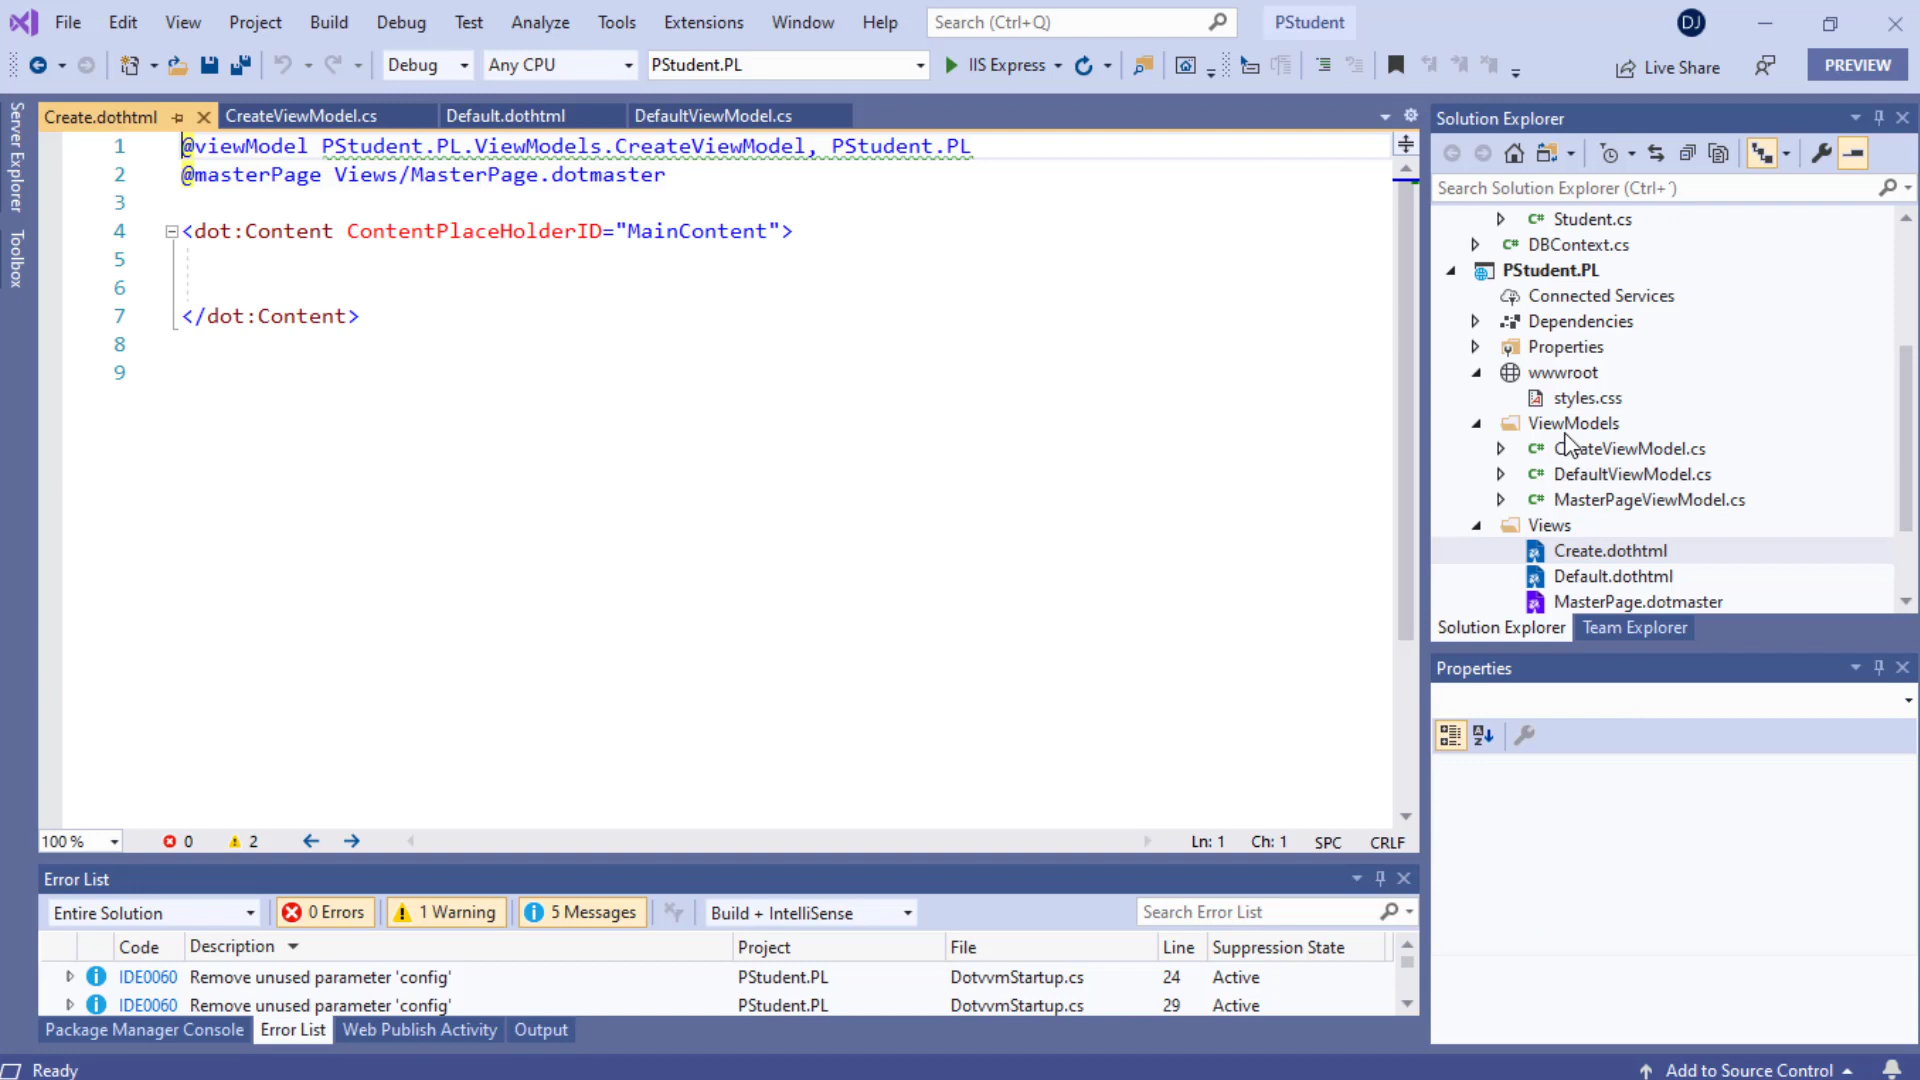 File Edit View Project Build Debug Test Analyze Tools Extensions Window Help Search (Ctrl+Q) PStudent DJ
Debug Any CPU PStudent.PL IIS Express Live Share PREVIEW
Server Explorer
Toolbox
Create.dothtml CreateViewModel.cs Default.dothtml DefaultViewModel.cs
1 @viewModel PStudent.PL.ViewModels.CreateViewModel, PStudent.PL
2 @masterPage Views/MasterPage.dotmaster
3
4 <dot:Content ContentPlaceHolderID="MainContent">
5
6
7 </dot:Content>
8
9
100 % 0 2 Ln: 1 Ch: 1 SPC CRLF
Solution Explorer
Search Solution Explorer (Ctrl+´)
C# Student.cs
C# DBContext.cs
PStudent.PL
Connected Services
Dependencies
Properties
wwwroot
styles.css
ViewModels
C# CreateViewModel.cs
C# DefaultViewModel.cs
C# MasterPageViewModel.cs
Views
Create.dothtml
Default.dothtml
MasterPage.dotmaster
Solution Explorer Team Explorer
Properties
Error List
Entire Solution 0 Errors 1 Warning 5 Messages Build + IntelliSense Search Error List
Code Description Project File Line Suppression State
IDE0060 Remove unused parameter 'config' PStudent.PL DotvvmStartup.cs 24 Active
IDE0060 Remove unused parameter 'config' PStudent.PL DotvvmStartup.cs 29 Active
Package Manager Console Error List Web Publish Activity Output
Ready Add to Source Control